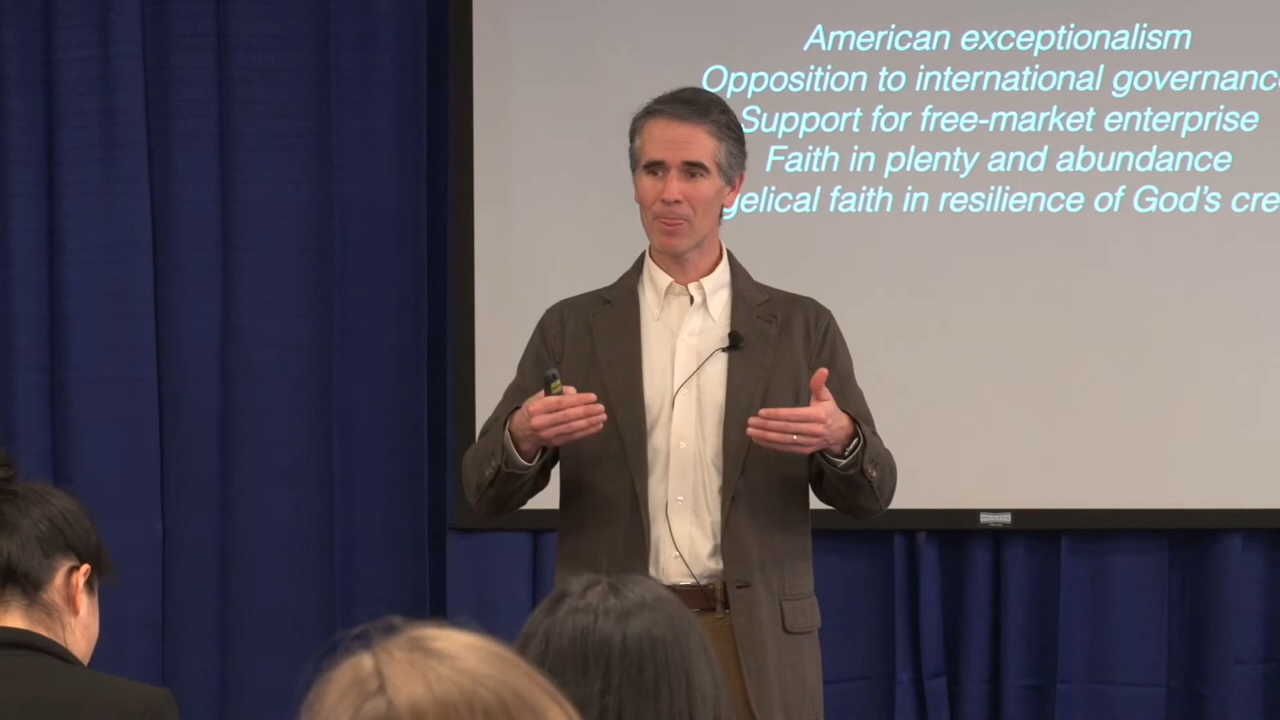 American exceptionalism
Opposition to international governance
Support for free-market enterprise
Faith in plenty and abundance
gelical faith in resilience of God's cre